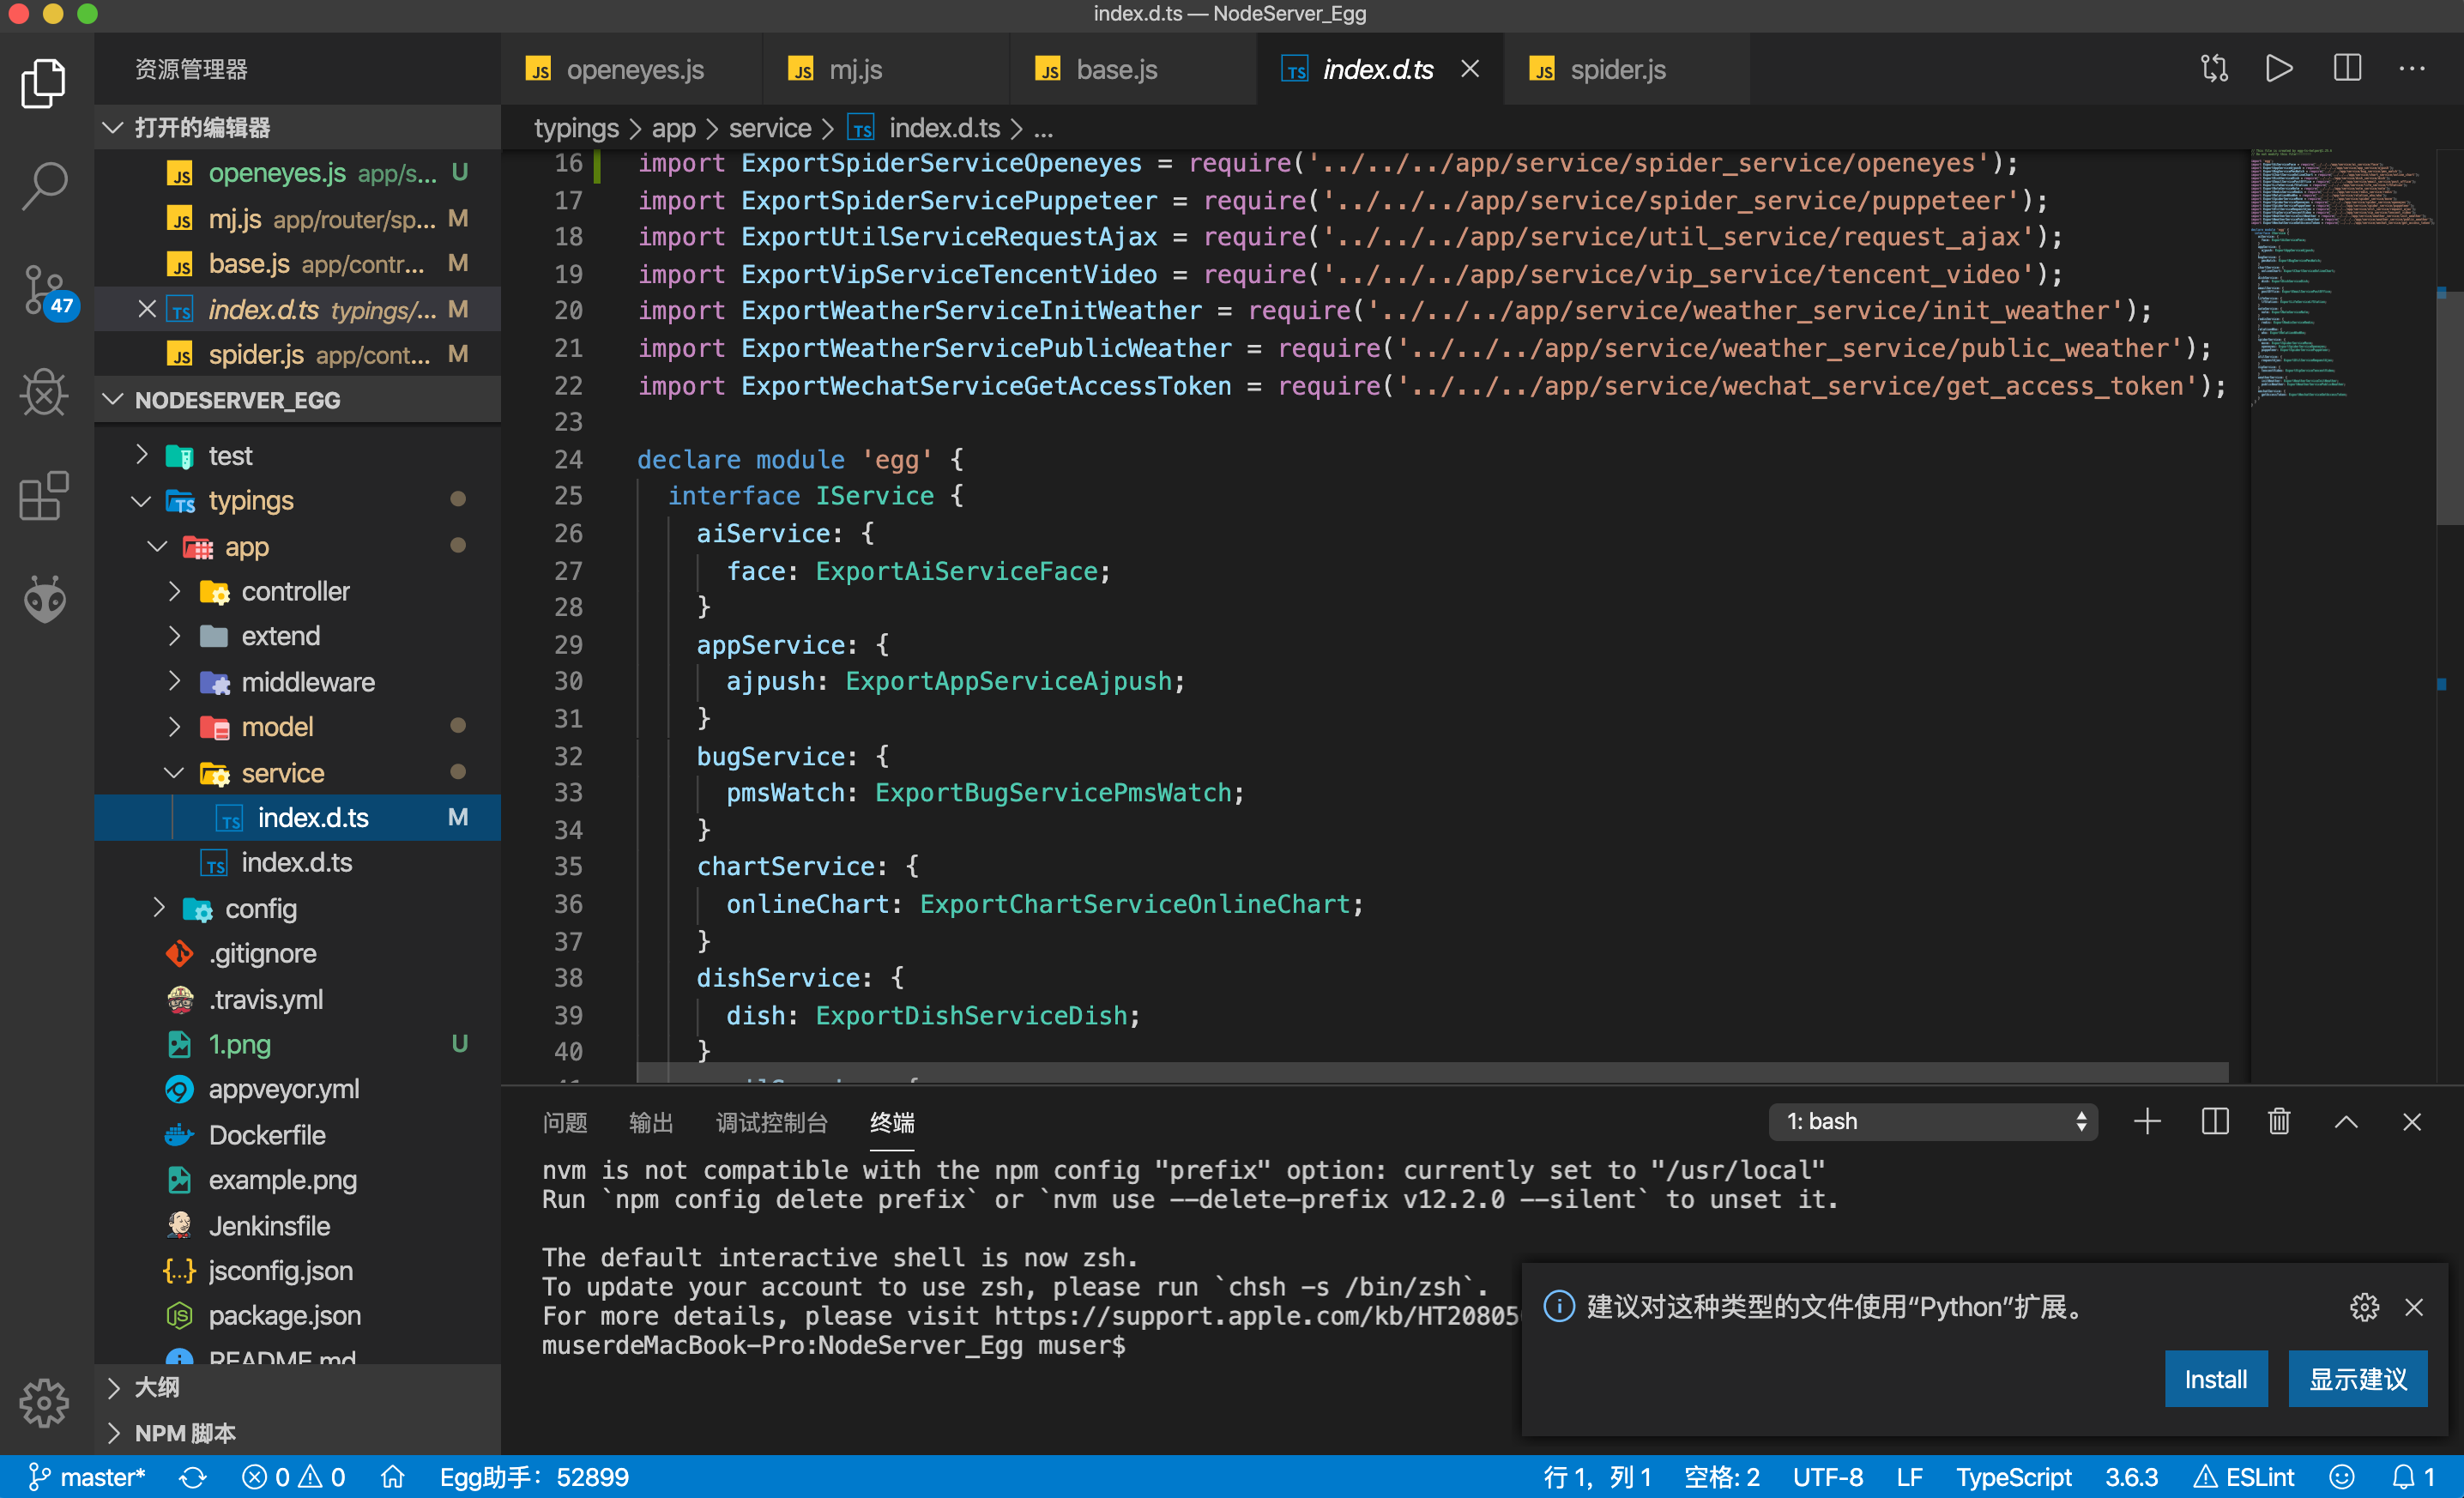 index.d.ts — NodeServer_Egg
资源管理器
打开的编辑器
openeyes.js app/s... U
mj.js app/router/sp... M
base.js app/contr... M
index.d.ts typings/... M
spider.js app/cont... M
47
NODESERVER_EGG
test
typings
app
controller
extend
middleware
model
service
index.d.ts M
index.d.ts
config
.gitignore
.travis.yml
1.png U
appveyor.yml
Dockerfile
example.png
Jenkinsfile
jsconfig.json
package.json
README.md
大纲
NPM 脚本
openeyes.js mj.js base.js index.d.ts spider.js
typings > app > service > index.d.ts > ...
16 import ExportSpiderServiceOpeneyes = require('../../../app/service/spider_service/openeyes');
17 import ExportSpiderServicePuppeteer = require('../../../app/service/spider_service/puppeteer');
18 import ExportUtilServiceRequestAjax = require('../../../app/service/util_service/request_ajax');
19 import ExportVipServiceTencentVideo = require('../../../app/service/vip_service/tencent_video');
20 import ExportWeatherServiceInitWeather = require('../../../app/service/weather_service/init_weather');
21 import ExportWeatherServicePublicWeather = require('../../../app/service/weather_service/public_weather');
22 import ExportWechatServiceGetAccessToken = require('../../../app/service/wechat_service/get_access_token');
23
24 declare module 'egg' {
25 interface IService {
26 aiService: {
27 face: ExportAiServiceFace;
28 }
29 appService: {
30 ajpush: ExportAppServiceAjpush;
31 }
32 bugService: {
33 pmsWatch: ExportBugServicePmsWatch;
34 }
35 chartService: {
36 onlineChart: ExportChartServiceOnlineChart;
37 }
38 dishService: {
39 dish: ExportDishServiceDish;
40 }
问题 输出 调试控制台 终端
1: bash
nvm is not compatible with the npm config "prefix" option: currently set to "/usr/local"
Run `npm config delete prefix` or `nvm use --delete-prefix v12.2.0 --silent` to unset it.
The default interactive shell is now zsh.
To update your account to use zsh, please run `chsh -s /bin/zsh`.
For more details, please visit https://support.apple.com/kb/HT20805
muserdeMacBook-Pro:NodeServer_Egg muser$
建议对这种类型的文件使用“Python”扩展。
Install 显示建议
master* 0 0 Egg助手： 52899 行 1，列 1 空格: 2 UTF-8 LF TypeScript 3.6.3 ESLint 1